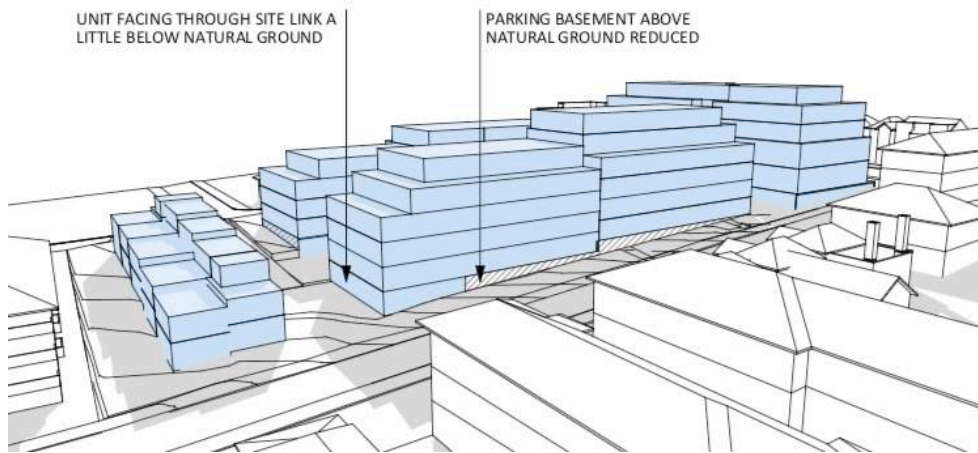 UNIT FACING THROUGH SITE LINK A
LITTLE BELOW NATURAL GROUND
PARKING BASEMENT ABOVE
NATURAL GROUND REDUCED